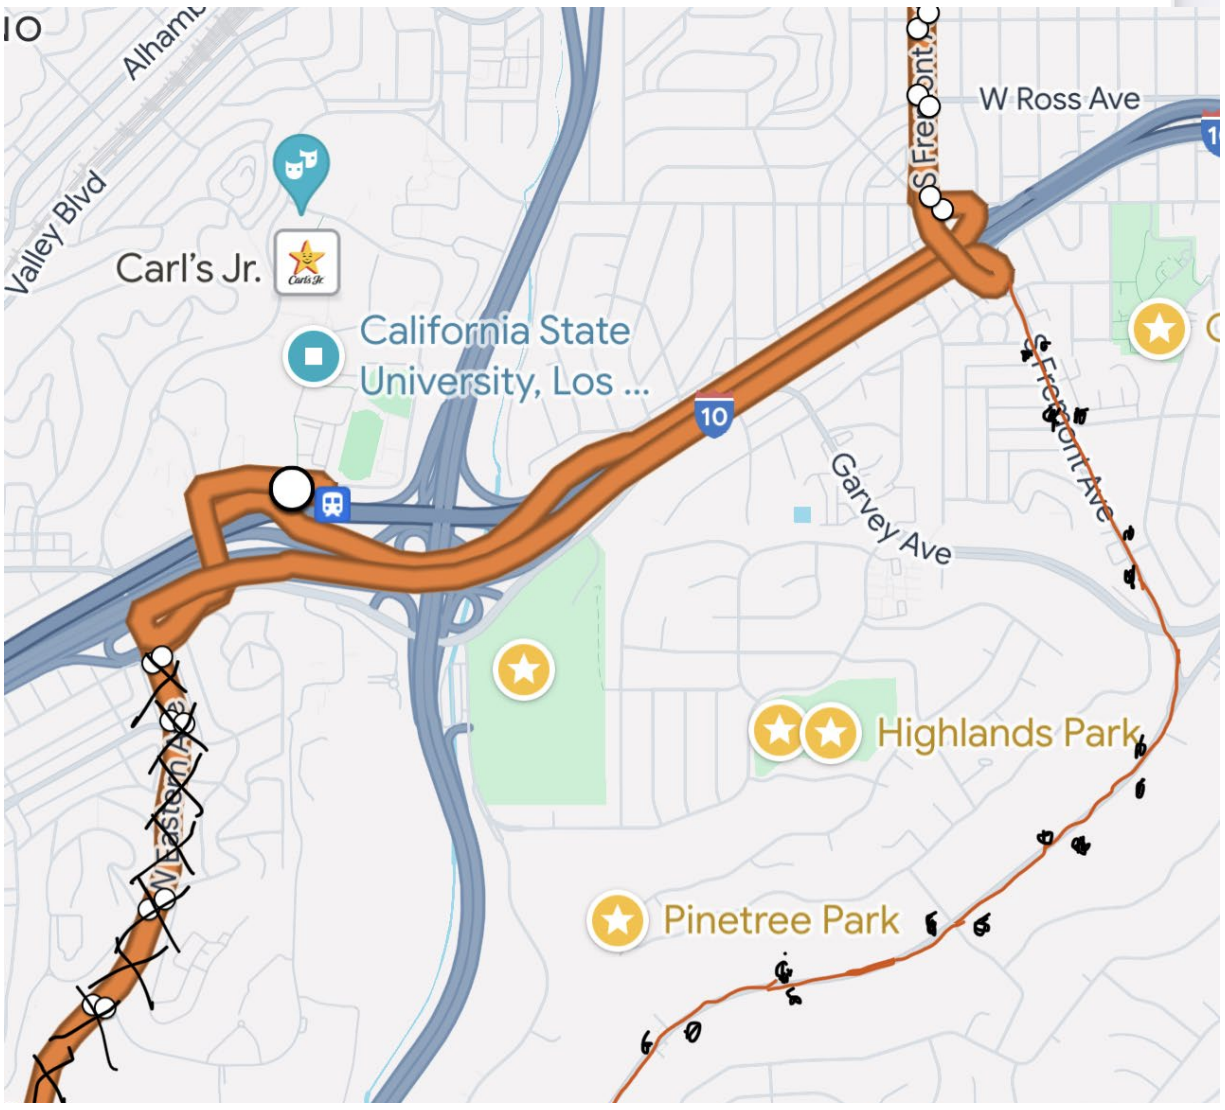 NO
Alhamb
Valley Blvd
S Fremont A
W Ross Ave
10
Carl's Jr.
Carl's Jr.
California State
University, Los ...
10
S Fremont Ave
Garvey Ave
N Eastern Ave
Highlands Park
Pinetree Park